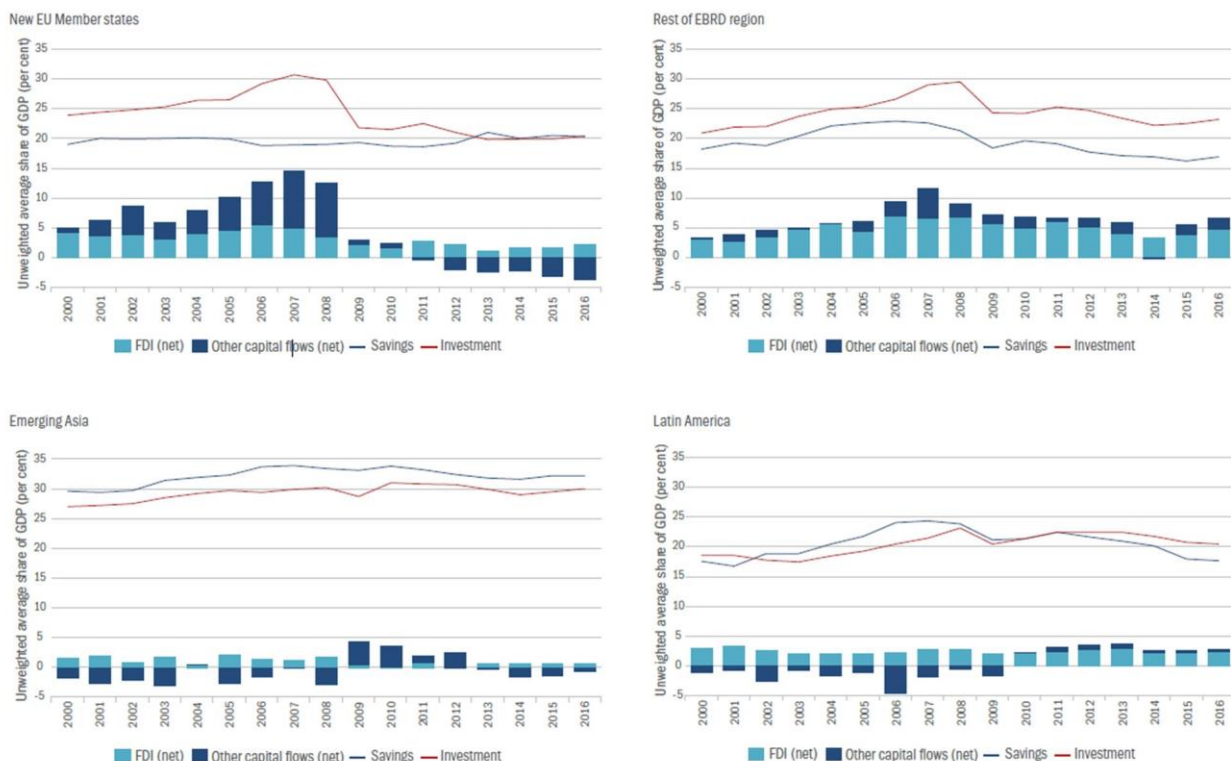 New EU Member states
Unweighted average share of GDP (per cent)
35
30
25
20
15
10
5
0
-5
2000 2001 2002 2003 2004 2005 2006 2007 2008 2009 2010 2011 2012 2013 2014 2015 2016
FDI (net) Other capital flows (net) Savings Investment
Rest of EBRD region
Unweighted average share of GDP (per cent)
35
30
25
20
15
10
5
0
-5
2000 2001 2002 2003 2004 2005 2006 2007 2008 2009 2010 2011 2012 2013 2014 2015 2016
FDI (net) Other capital flows (net) Savings Investment
Emerging Asia
Unweighted average share of GDP (per cent)
35
30
25
20
15
10
5
0
-5
2000 2001 2002 2003 2004 2005 2006 2007 2008 2009 2010 2011 2012 2013 2014 2015 2016
FDI (net) Other capital flows (net) Savings Investment
Latin America
Unweighted average share of GDP (per cent)
35
30
25
20
15
10
5
0
-5
2000 2001 2002 2003 2004 2005 2006 2007 2008 2009 2010 2011 2012 2013 2014 2015 2016
FDI (net) Other capital flows (net) Savings Investment